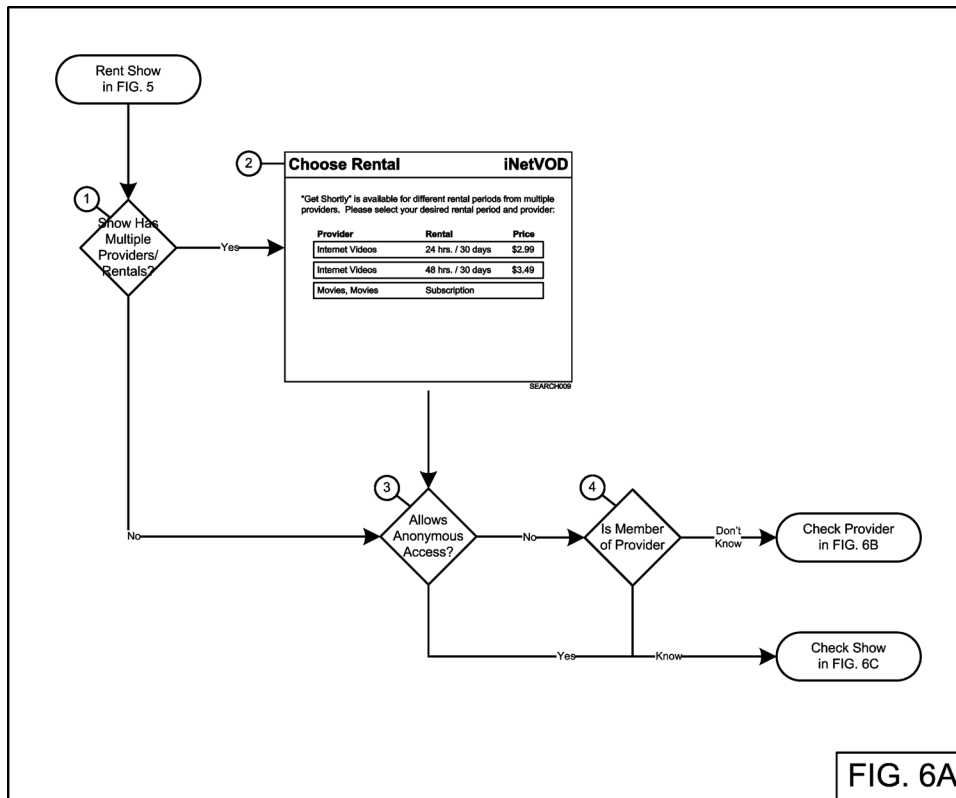 Rent Show
in FIG. 5
2
Choose Rental iNetVOD
"Get Shortly" is available for different rental periods from multiple
providers. Please select your desired rental period and provider:
Provider Rental Price
Internet Videos 24 hrs. / 30 days $2.99
Internet Videos 48 hrs. / 30 days $3.49
Movies, Movies Subscription
SEARCH009
1
Show Has
Multiple
Providers/
Rentals?
Yes
No
3
Allows
Anonymous
Access?
No
4
Is Member
of Provider
Don't
Know
Check Provider
in FIG. 6B
Yes
Know
Check Show
in FIG. 6C
FIG. 6A